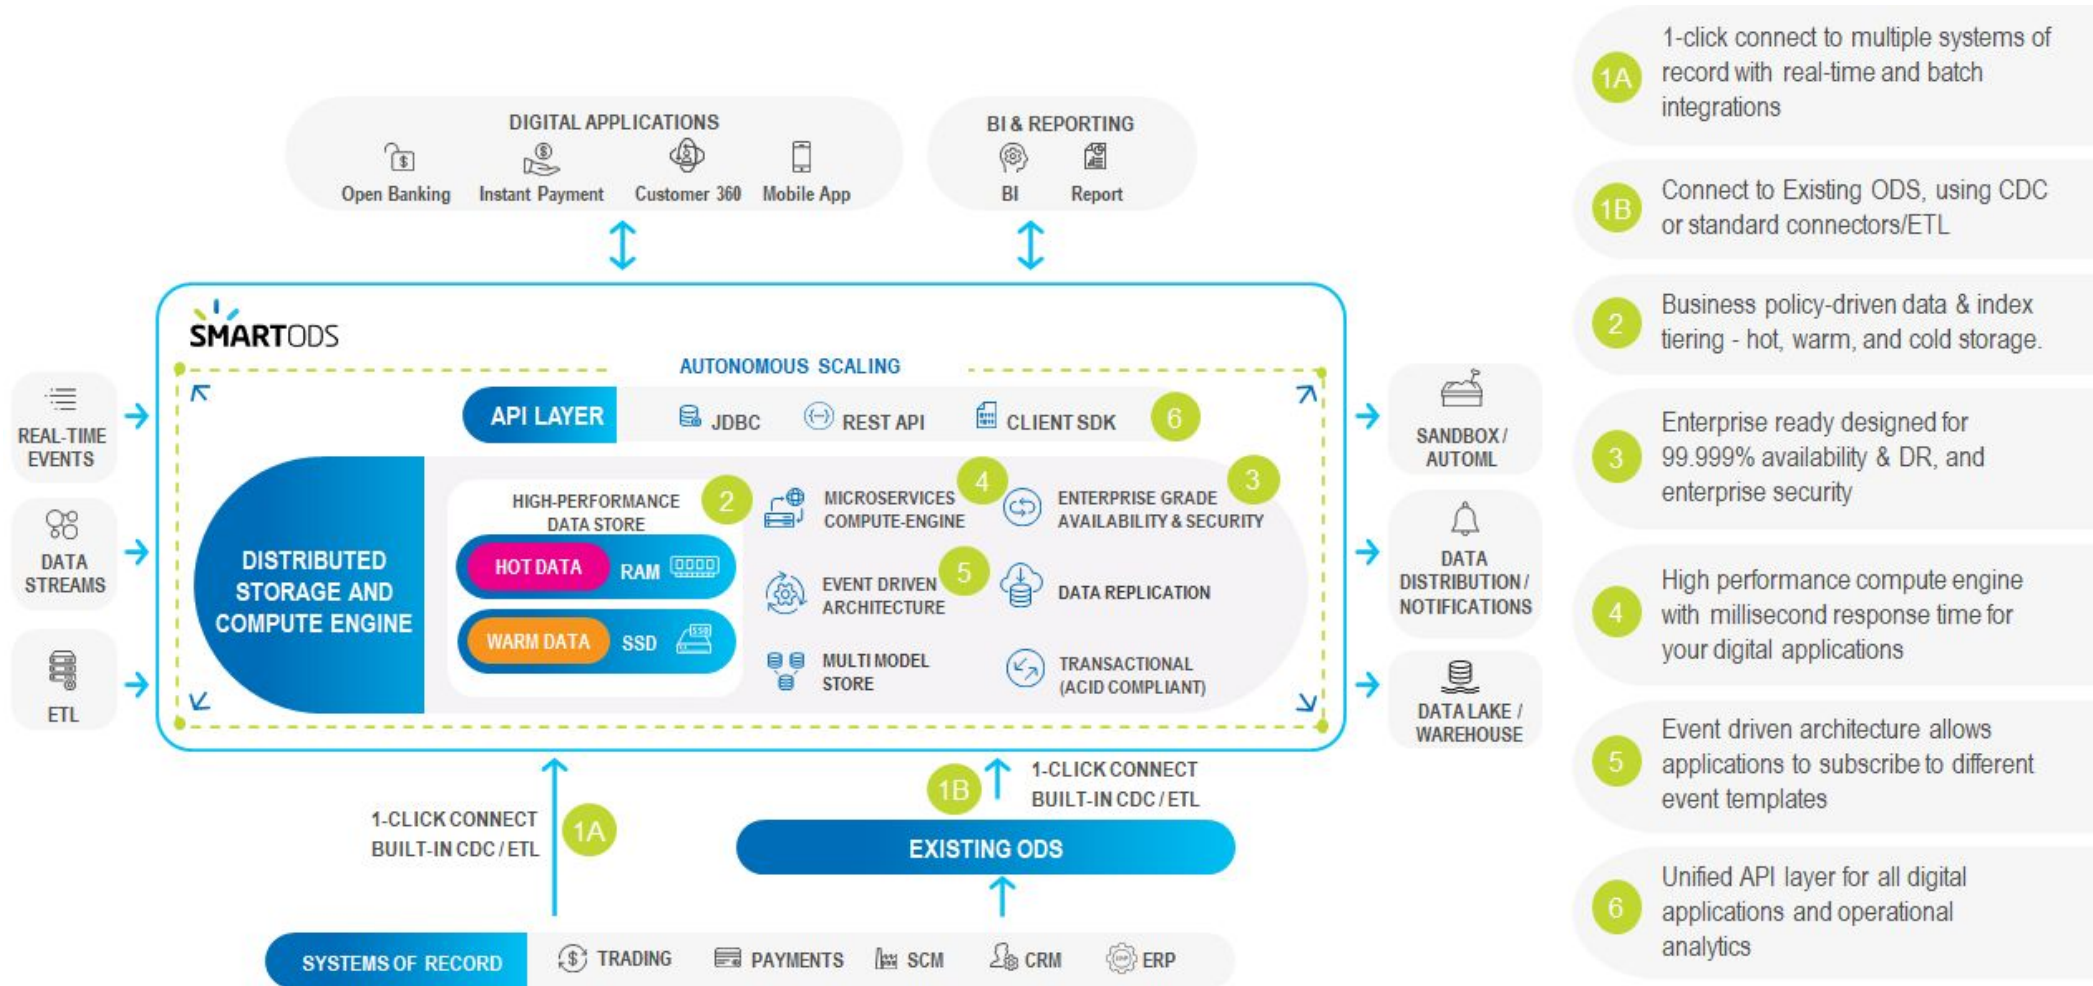 DIGITAL APPLICATIONS
Open Banking
Instant Payment
Customer 360
Mobile App
BI & REPORTING
BI
Report
SMARTODS
AUTONOMOUS SCALING
API LAYER
JDBC
REST API
CLIENT SDK
6
REAL-TIME
EVENTS
DATA
STREAMS
ETL
DISTRIBUTED
STORAGE AND
COMPUTE ENGINE
HIGH-PERFORMANCE
DATA STORE
2
HOT DATA
RAM
WARM DATA
SSD
SSD
MICROSERVICES
COMPUTE-ENGINE
4
ENTERPRISE GRADE
AVAILABILITY & SECURITY
3
EVENT DRIVEN
ARCHITECTURE
5
DATA REPLICATION
MULTI MODEL
STORE
TRANSACTIONAL
(ACID COMPLIANT)
SANDBOX /
AUTOML
DATA
DISTRIBUTION /
NOTIFICATIONS
DATA LAKE /
WAREHOUSE
1-CLICK CONNECT
BUILT-IN CDC / ETL
1A
1B
1-CLICK CONNECT
BUILT-IN CDC / ETL
EXISTING ODS
SYSTEMS OF RECORD
TRADING
PAYMENTS
SCM
CRM
ERP
1A
1-click connect to multiple systems of
record with real-time and batch
integrations
1B
Connect to Existing ODS, using CDC
or standard connectors/ETL
2
Business policy-driven data & index
tiering - hot, warm, and cold storage.
3
Enterprise ready designed for
99.999% availability & DR, and
enterprise security
4
High performance compute engine
with millisecond response time for
your digital applications
5
Event driven architecture allows
applications to subscribe to different
event templates
6
Unified API layer for all digital
applications and operational
analytics